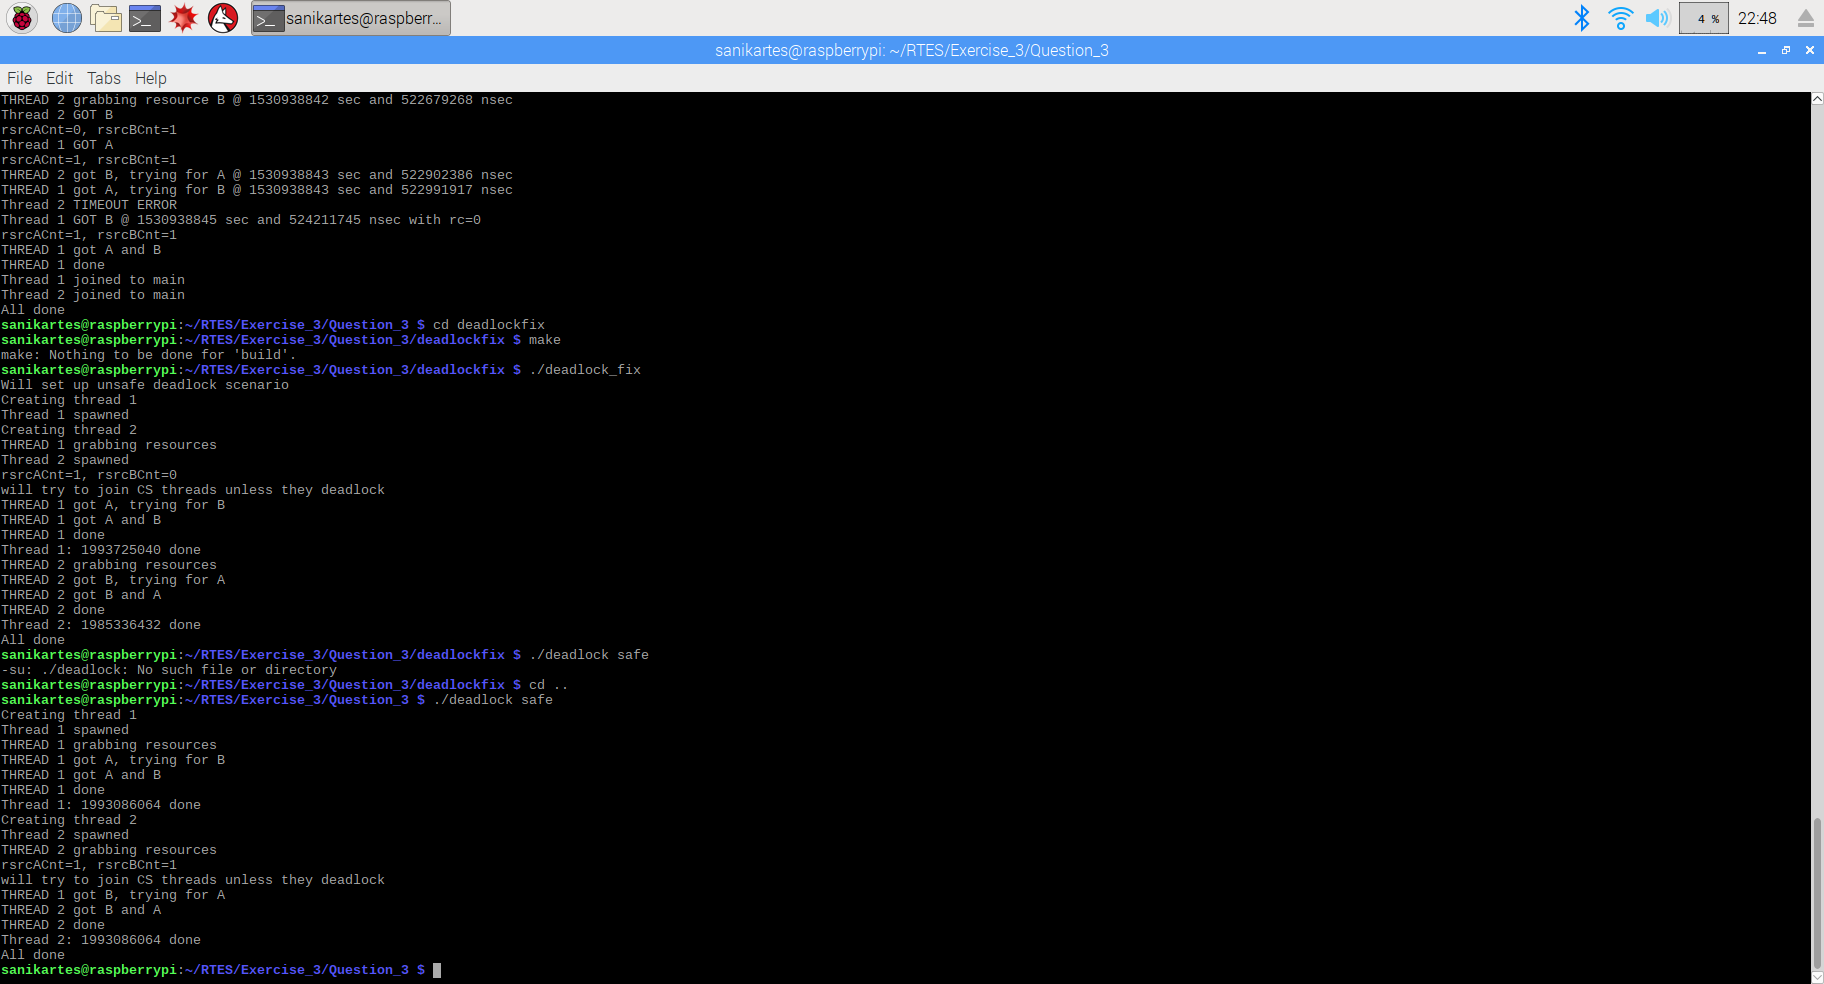 sanikartes@raspberr...
4 %
22:48
sanikartes@raspberrypi: ~/RTES/Exercise_3/Question_3
File Edit Tabs Help
THREAD 2 grabbing resource B @ 1530938842 sec and 522679268 nsec
Thread 2 GOT B
rsrcACnt=0, rsrcBCnt=1
Thread 1 GOT A
rsrcACnt=1, rsrcBCnt=1
THREAD 2 got B, trying for A @ 1530938843 sec and 522902386 nsec
THREAD 1 got A, trying for B @ 1530938843 sec and 522991917 nsec
Thread 2 TIMEOUT ERROR
Thread 1 GOT B @ 1530938845 sec and 524211745 nsec with rc=0
rsrcACnt=1, rsrcBCnt=1
THREAD 1 got A and B
THREAD 1 done
Thread 1 joined to main
Thread 2 joined to main
All done
sanikartes@raspberrypi:~/RTES/Exercise_3/Question_3 $ cd deadlockfix
sanikartes@raspberrypi:~/RTES/Exercise_3/Question_3/deadlockfix $ make
make: Nothing to be done for 'build'.
sanikartes@raspberrypi:~/RTES/Exercise_3/Question_3/deadlockfix $ ./deadlock_fix
Will set up unsafe deadlock scenario
Creating thread 1
Thread 1 spawned
Creating thread 2
THREAD 1 grabbing resources
Thread 2 spawned
rsrcACnt=1, rsrcBCnt=0
will try to join CS threads unless they deadlock
THREAD 1 got A, trying for B
THREAD 1 got A and B
THREAD 1 done
Thread 1: 1993725040 done
THREAD 2 grabbing resources
THREAD 2 got B, trying for A
THREAD 2 got B and A
THREAD 2 done
Thread 2: 1985336432 done
All done
sanikartes@raspberrypi:~/RTES/Exercise_3/Question_3/deadlockfix $ ./deadlock safe
-su: ./deadlock: No such file or directory
sanikartes@raspberrypi:~/RTES/Exercise_3/Question_3/deadlockfix $ cd ..
sanikartes@raspberrypi:~/RTES/Exercise_3/Question_3 $ ./deadlock safe
Creating thread 1
Thread 1 spawned
THREAD 1 grabbing resources
THREAD 1 got A, trying for B
THREAD 1 got A and B
THREAD 1 done
Thread 1: 1993086064 done
Creating thread 2
Thread 2 spawned
THREAD 2 grabbing resources
rsrcACnt=1, rsrcBCnt=1
will try to join CS threads unless they deadlock
THREAD 1 got B, trying for A
THREAD 2 got B and A
THREAD 2 done
Thread 2: 1993086064 done
All done
sanikartes@raspberrypi:~/RTES/Exercise_3/Question_3 $